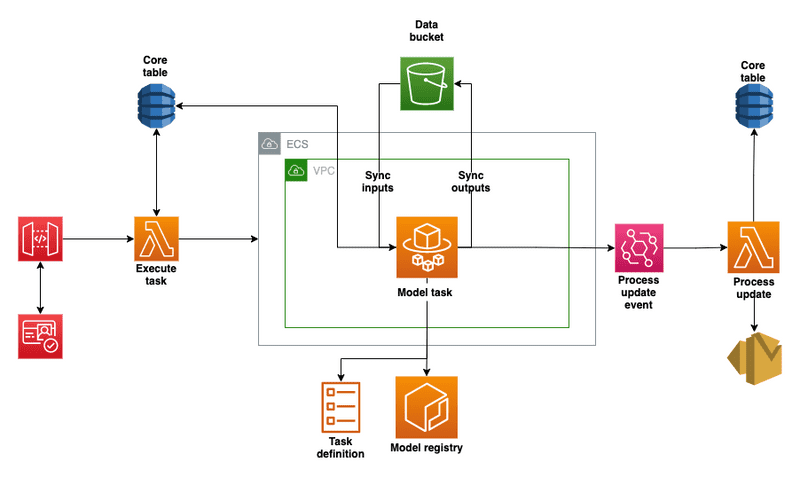 Data
bucket
Core
table
Core
table
ECS
VPC
Sync
inputs
Sync
outputs
Execute
task
Model task
Process
update
event
Process
update
Task
definition
Model registry